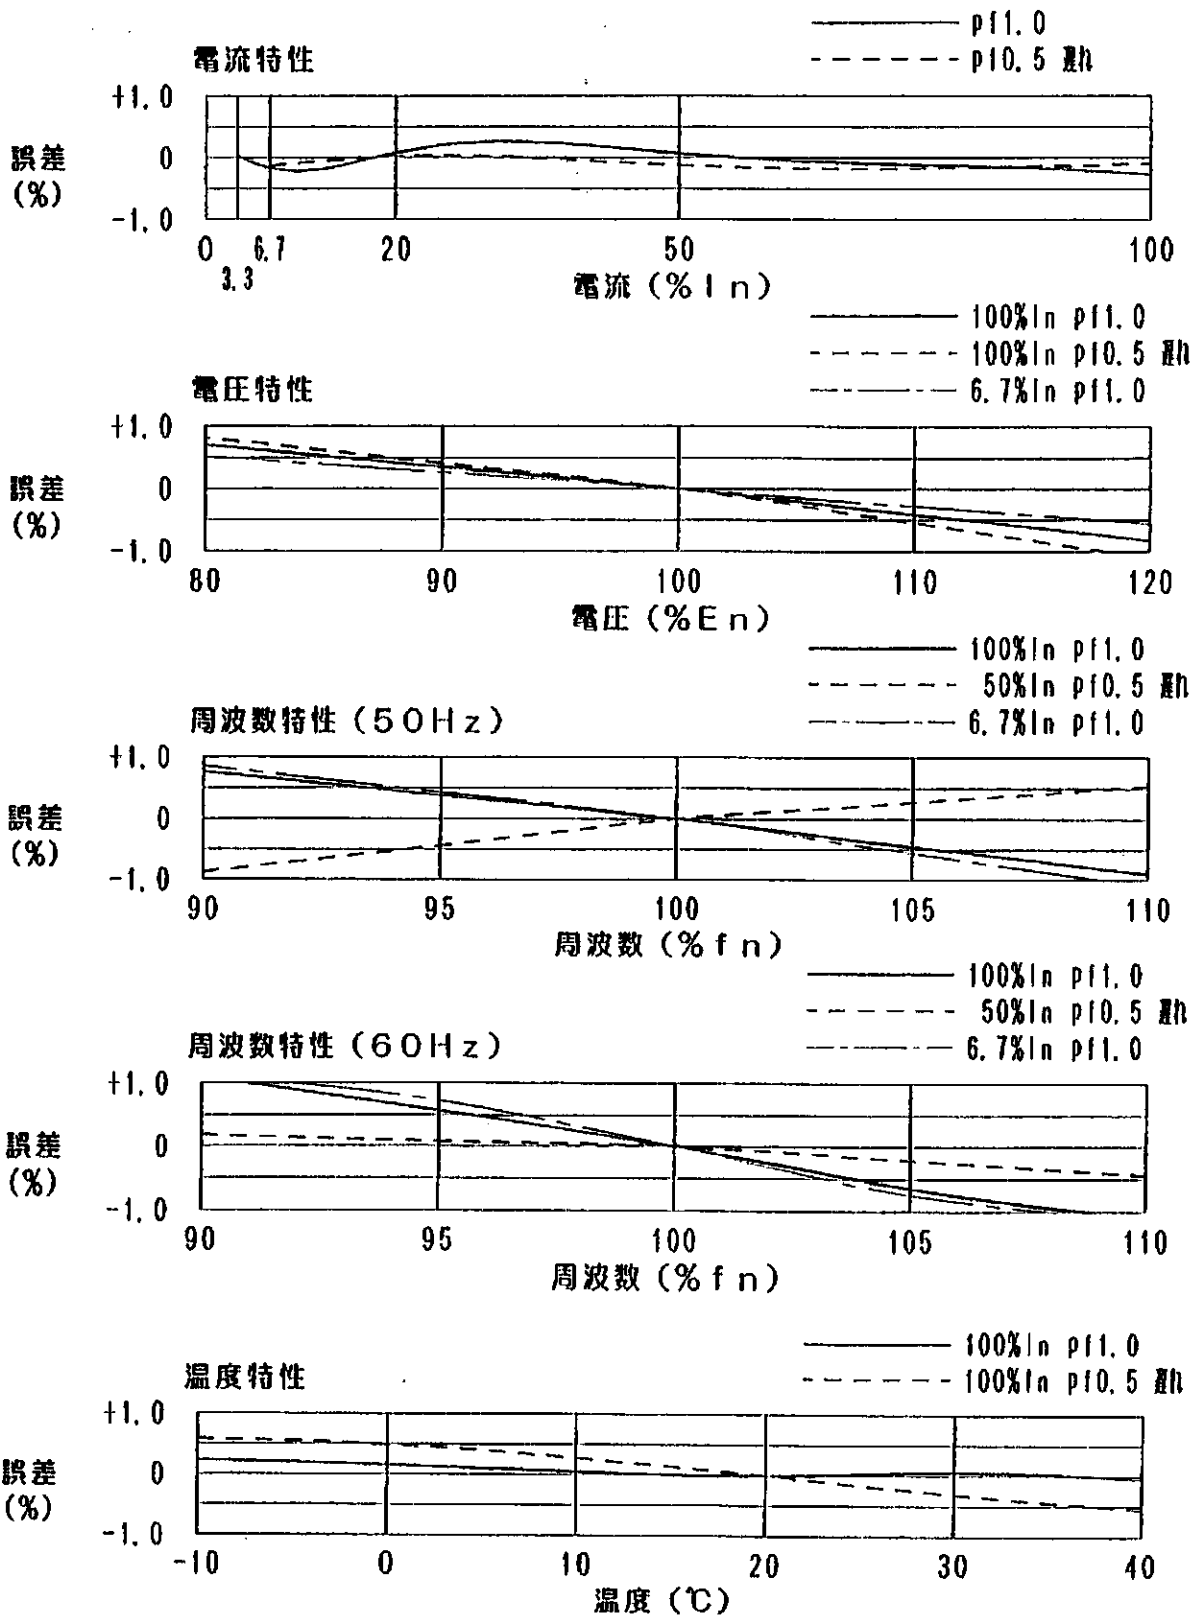 pf1.0
電流特性
pf0.5 遅れ
+1.0
誤差
0
(%)
-1.0
0 3.3 6.7 20 50 100
電流(%In)
100%In pf1.0
100%In pf0.5 遅れ
電圧特性
6.7%In pf1.0
+1.0
誤差
0
(%)
-1.0
80 90 100 110 120
電圧(%En)
100%In pf1.0
50%In pf0.5 遅れ
周波数特性(50Hz)
6.7%In pf1.0
+1.0
誤差
0
(%)
-1.0
90 95 100 105 110
周波数(%fn)
100%In pf1.0
50%In pf0.5 遅れ
周波数特性(60Hz)
6.7%In pf1.0
+1.0
誤差
0
(%)
-1.0
90 95 100 105 110
周波数(%fn)
100%In pf1.0
温度特性
100%In pf0.5 遅れ
+1.0
誤差
0
(%)
-1.0
-10 0 10 20 30 40
温度(℃)